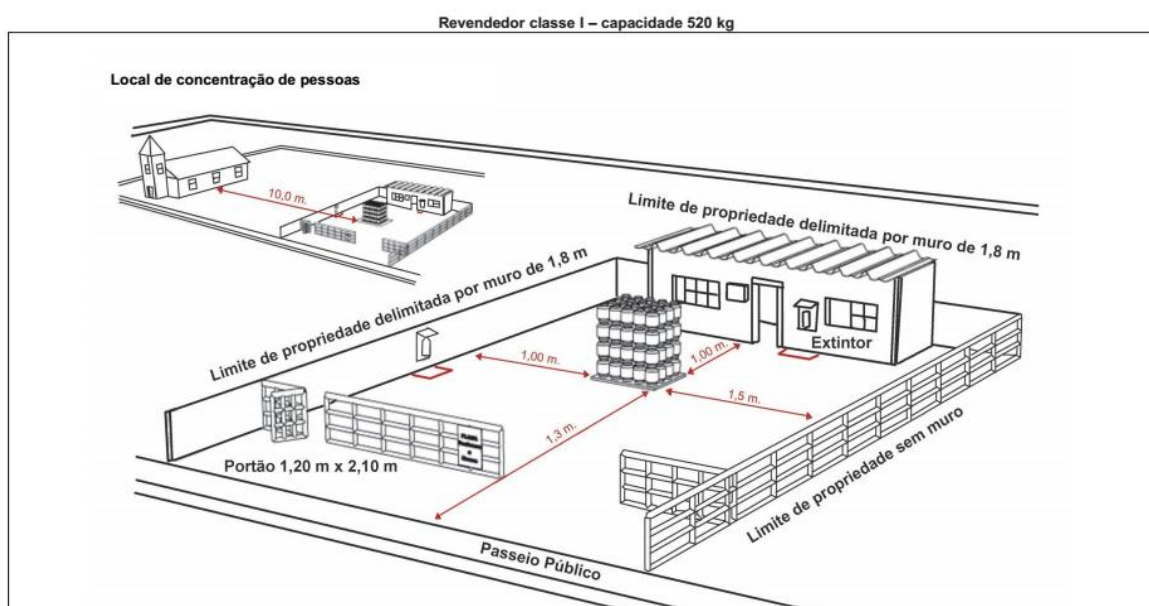 Revendedor classe I – capacidade 520 kg
Local de concentração de pessoas
10,0 m.
Limite de propriedade delimitada por muro de 1,8 m
Limite de propriedade delimitada por muro de 1,8 m
Extintor
1,00 m.
1,00 m.
1,5 m.
1,3 m.
Portão 1,20 m x 2,10 m
Limite de propriedade sem muro
Passeio Público